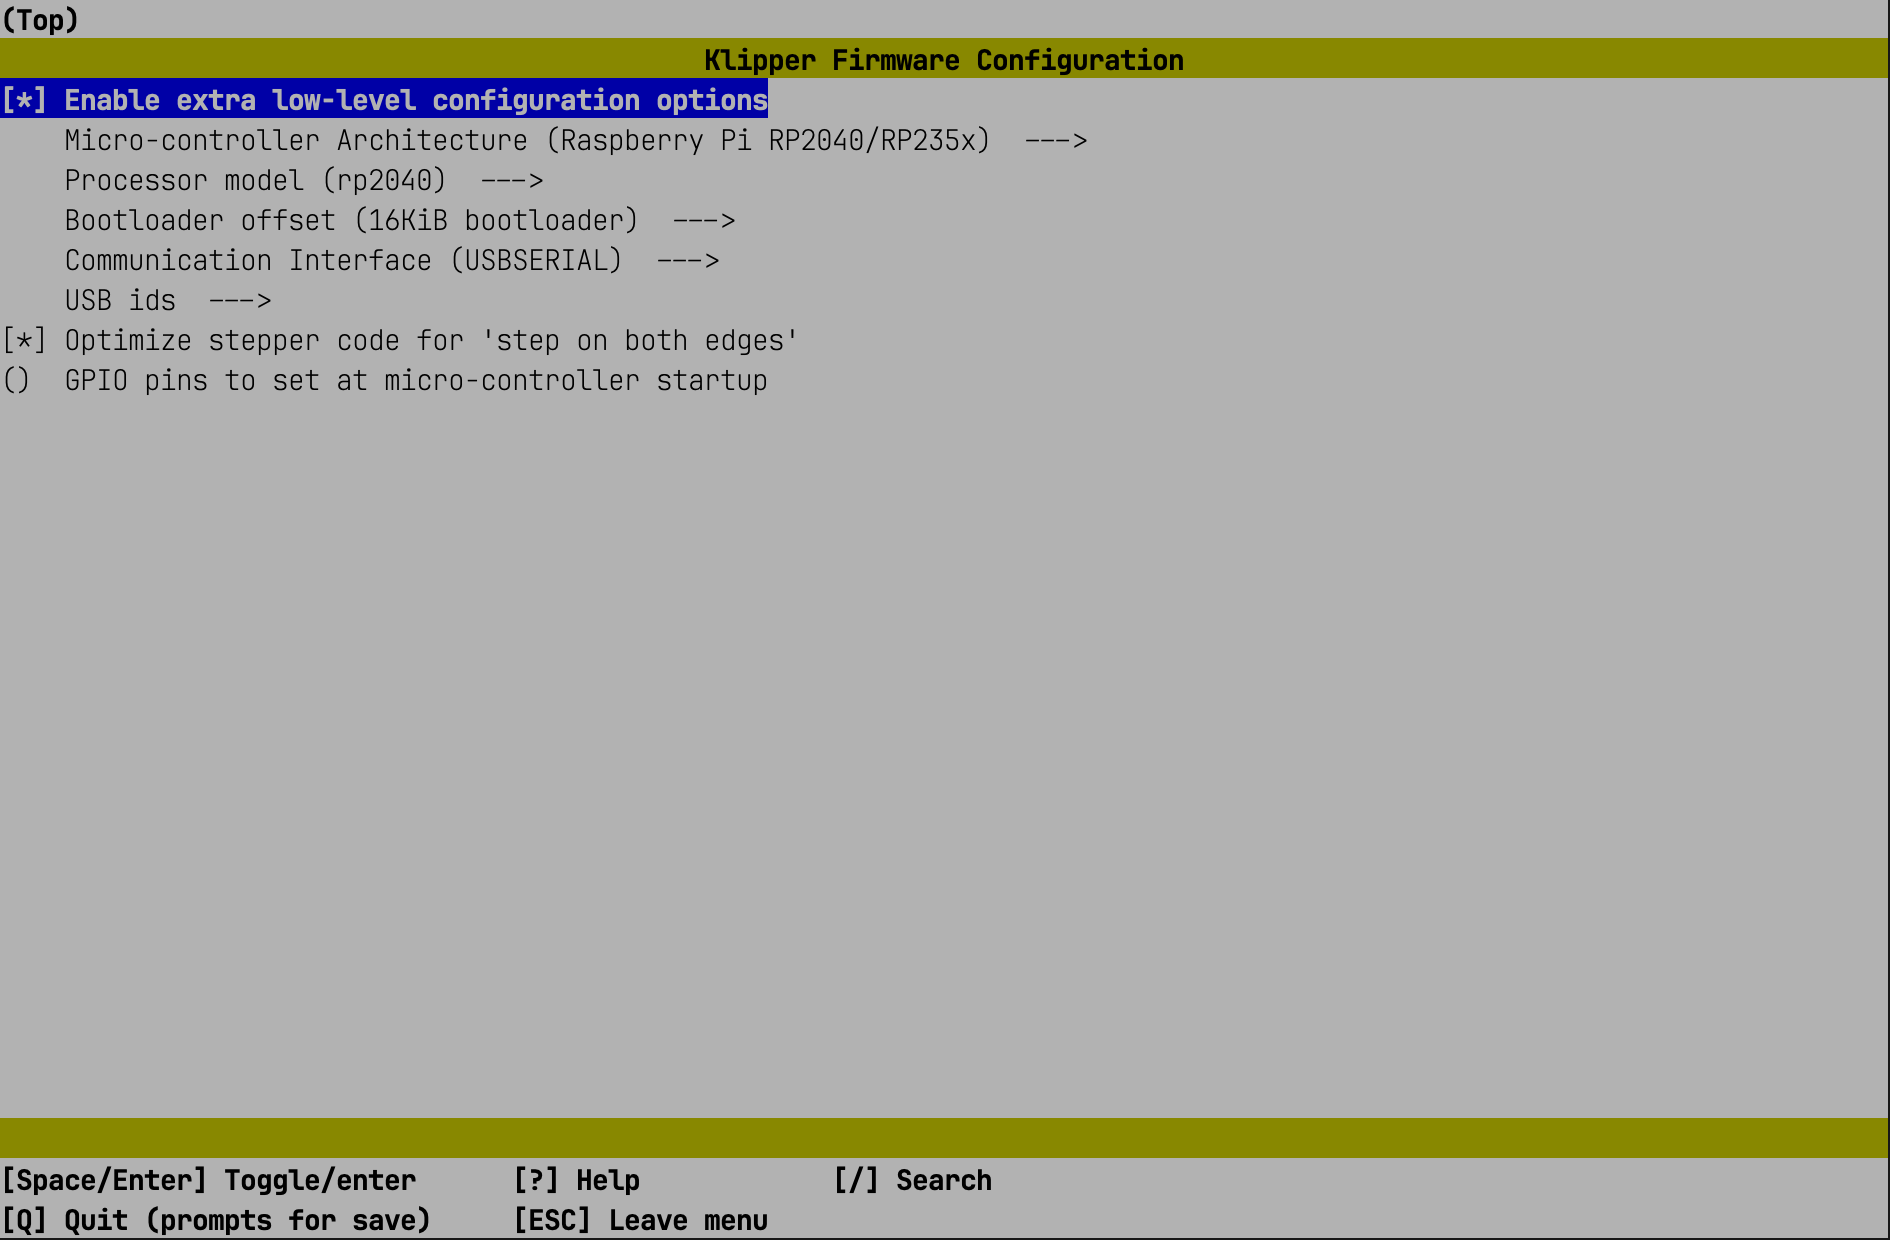 (Top)
Klipper Firmware Configuration
[*] Enable extra low-level configuration options
    Micro-controller Architecture (Raspberry Pi RP2040/RP235x)  --->
    Processor model (rp2040)  --->
    Bootloader offset (16KiB bootloader)  --->
    Communication Interface (USBSERIAL)  --->
    USB ids  --->
[*] Optimize stepper code for 'step on both edges'
()  GPIO pins to set at micro-controller startup
[Space/Enter] Toggle/enter      [?] Help            [/] Search
[Q] Quit (prompts for save)     [ESC] Leave menu